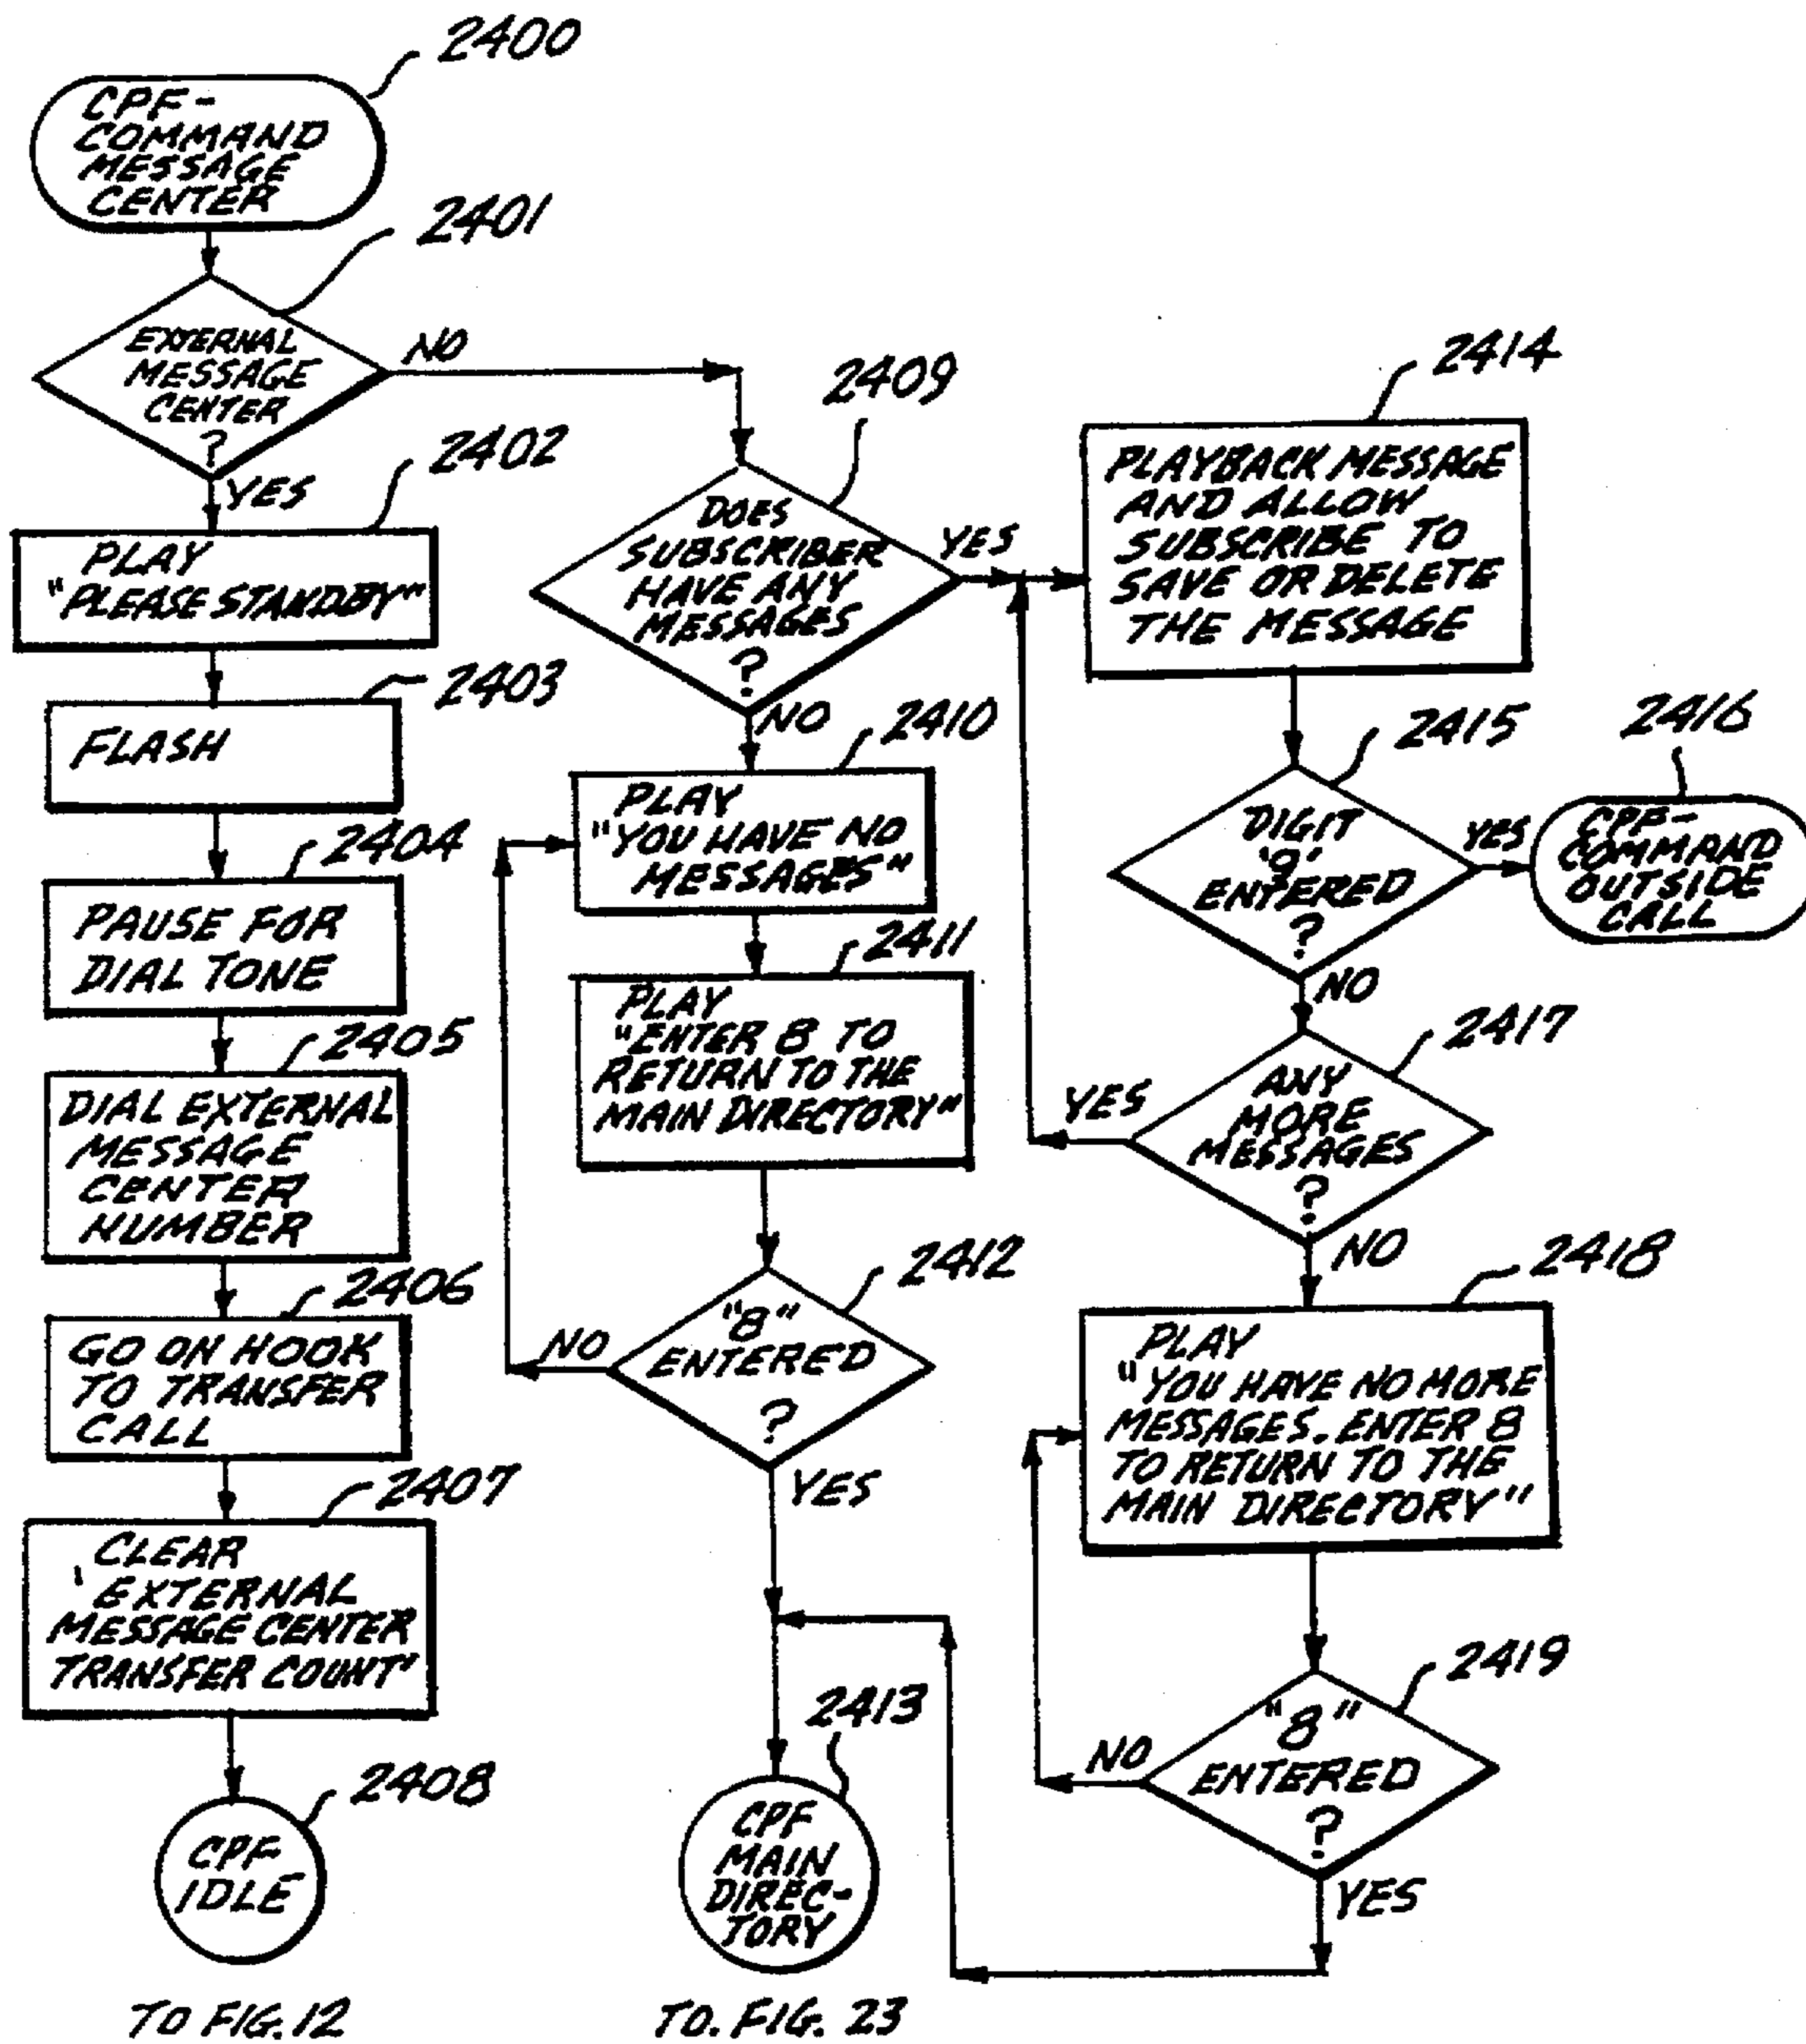 2400
CPF-
COMMAND
MESSAGE
CENTER
2401
EXTERNAL
MESSAGE
CENTER
?
NO
YES
2402
PLAY
"PLEASE STANDBY"
2403
FLASH
2404
PAUSE FOR
DIAL TONE
2405
DIAL EXTERNAL
MESSAGE
CENTER
NUMBER
2406
GO ON HOOK
TO TRANSFER
CALL
2407
CLEAR
'EXTERNAL
MESSAGE CENTER
TRANSFER COUNT'
2408
CPF
IDLE
TO FIG. 12
2409
DOES
SUBSCRIBER
HAVE ANY
MESSAGES
?
YES
NO
2410
PLAY
"YOU HAVE NO
MESSAGES"
2411
PLAY
"ENTER 8 TO
RETURN TO THE
MAIN DIRECTORY"
2412
"8"
ENTERED
?
NO
YES
2413
CPF
MAIN
DIREC-
TORY
TO. FIG. 23
2414
PLAYBACK MESSAGE
AND ALLOW
SUBSCRIBE TO
SAVE OR DELETE
THE MESSAGE
2415
DIGIT
'9'
ENTERED
?
YES
NO
2416
CPF-
COMMAND
OUTSIDE
CALL
2417
ANY
MORE
MESSAGES
?
YES
NO
2418
PLAY
"YOU HAVE NO MORE
MESSAGES. ENTER 8
TO RETURN TO THE
MAIN DIRECTORY"
2419
"8"
ENTERED
?
NO
YES